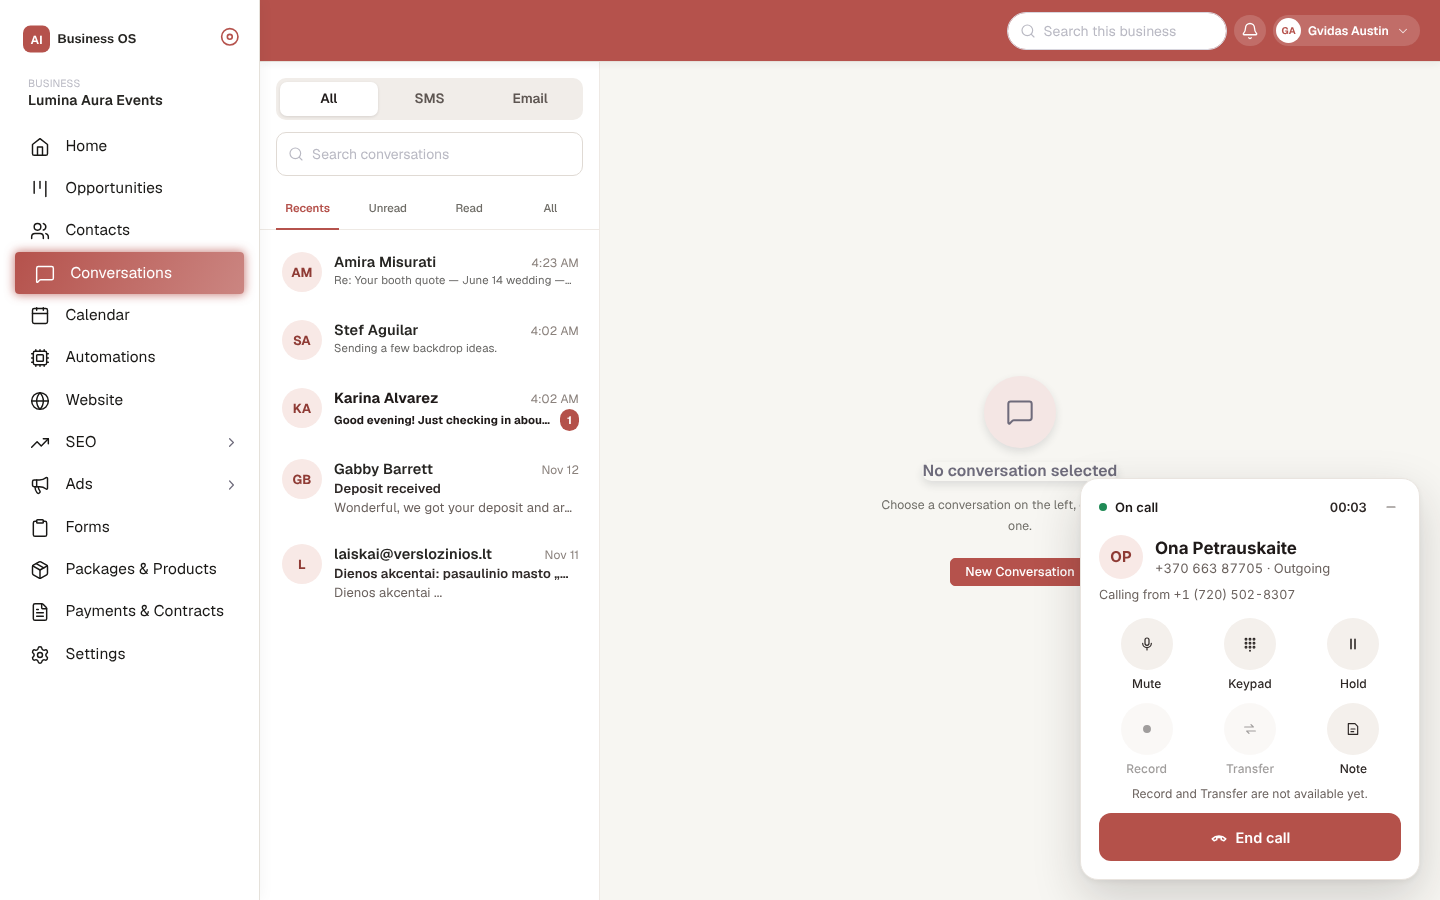 AI Business OS
BUSINESS
Lumina Aura Events
Home
Opportunities
Contacts
Conversations
Calendar
Automations
Website
SEO
Ads
Forms
Packages & Products
Payments & Contracts
Settings
Search this business
GA Gvidas Austin
All SMS Email
Search conversations
Recents Unread Read All
AM Amira Misurati 4:23 AM
Re: Your booth quote — June 14 wedding —...
SA Stef Aguilar 4:02 AM
Sending a few backdrop ideas.
KA Karina Alvarez 4:02 AM
Good evening! Just checking in abou... 1
GB Gabby Barrett Nov 12
Deposit received
Wonderful, we got your deposit and ar...
L laiskai@verslozinios.lt Nov 11
Dienos akcentai: pasaulinio masto „...
Dienos akcentai ...
No conversation selected
Choose a conversation on the left,
one.
New Conversation
On call 00:03
OP Ona Petrauskaite
+370 663 87705 · Outgoing
Calling from +1 (720) 502-8307
Mute Keypad Hold
Record Transfer Note
Record and Transfer are not available yet.
End call